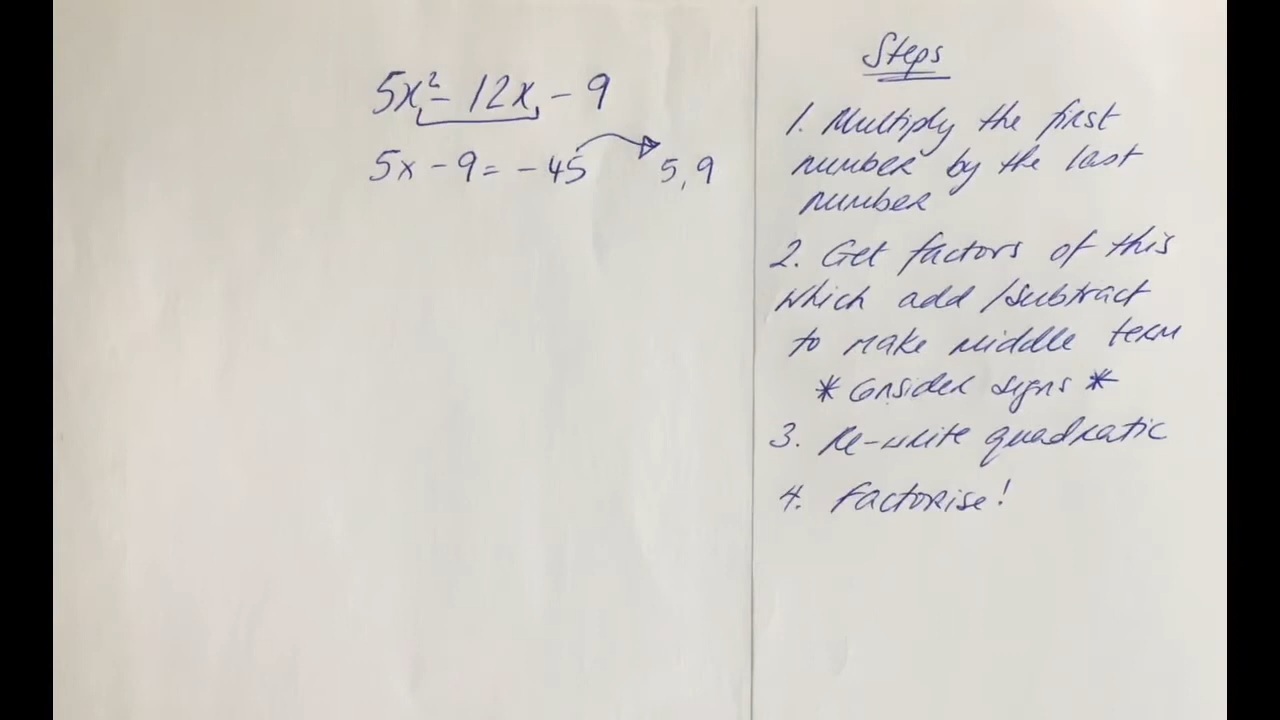 5x² - 12x - 9
5x - 9 = - 45 5, 9
Steps
1. Multiply the first
number by the last
number
2. Get factors of this
which add /subtract
to make middle term
* Consider signs *
3. Re-write quadratic
4. Factorise!